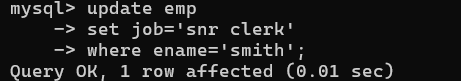 mysql> update emp
    -> set job='snr clerk'
    -> where ename='smith';
Query OK, 1 row affected (0.01 sec)